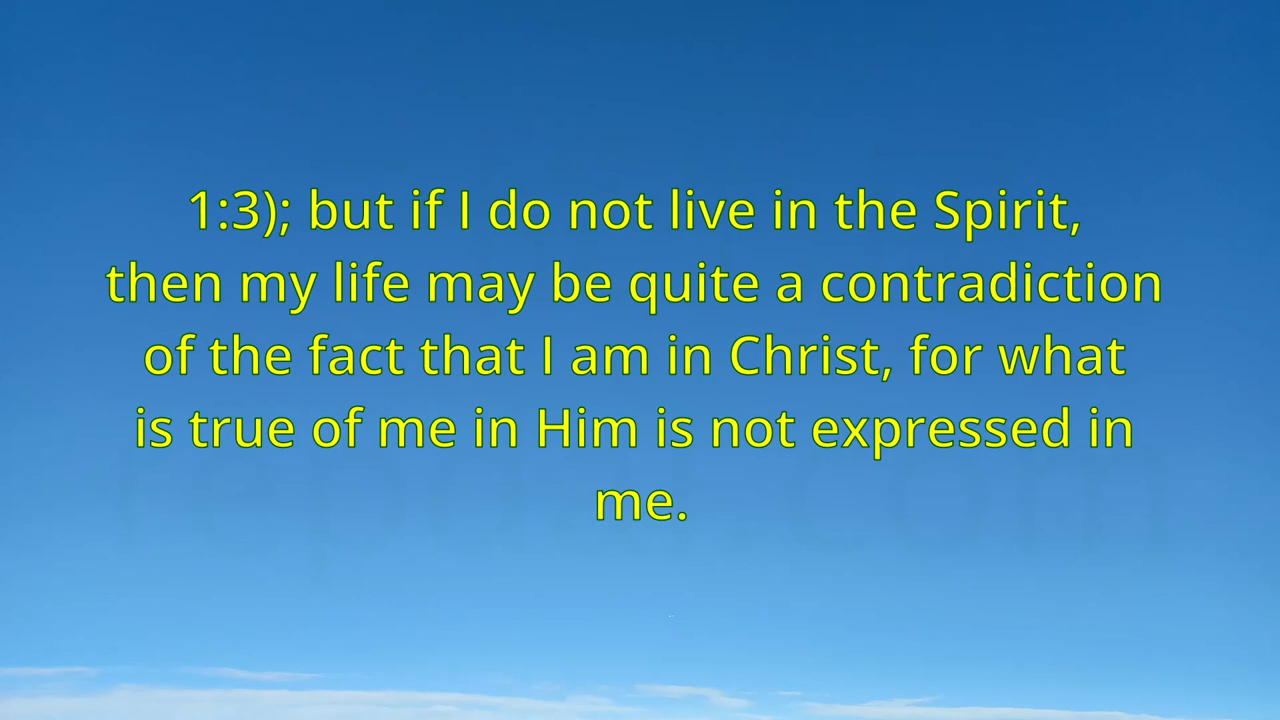 1:3); but if I do not live in the Spirit,
then my life may be quite a contradiction
of the fact that I am in Christ, for what
is true of me in Him is not expressed in
me.